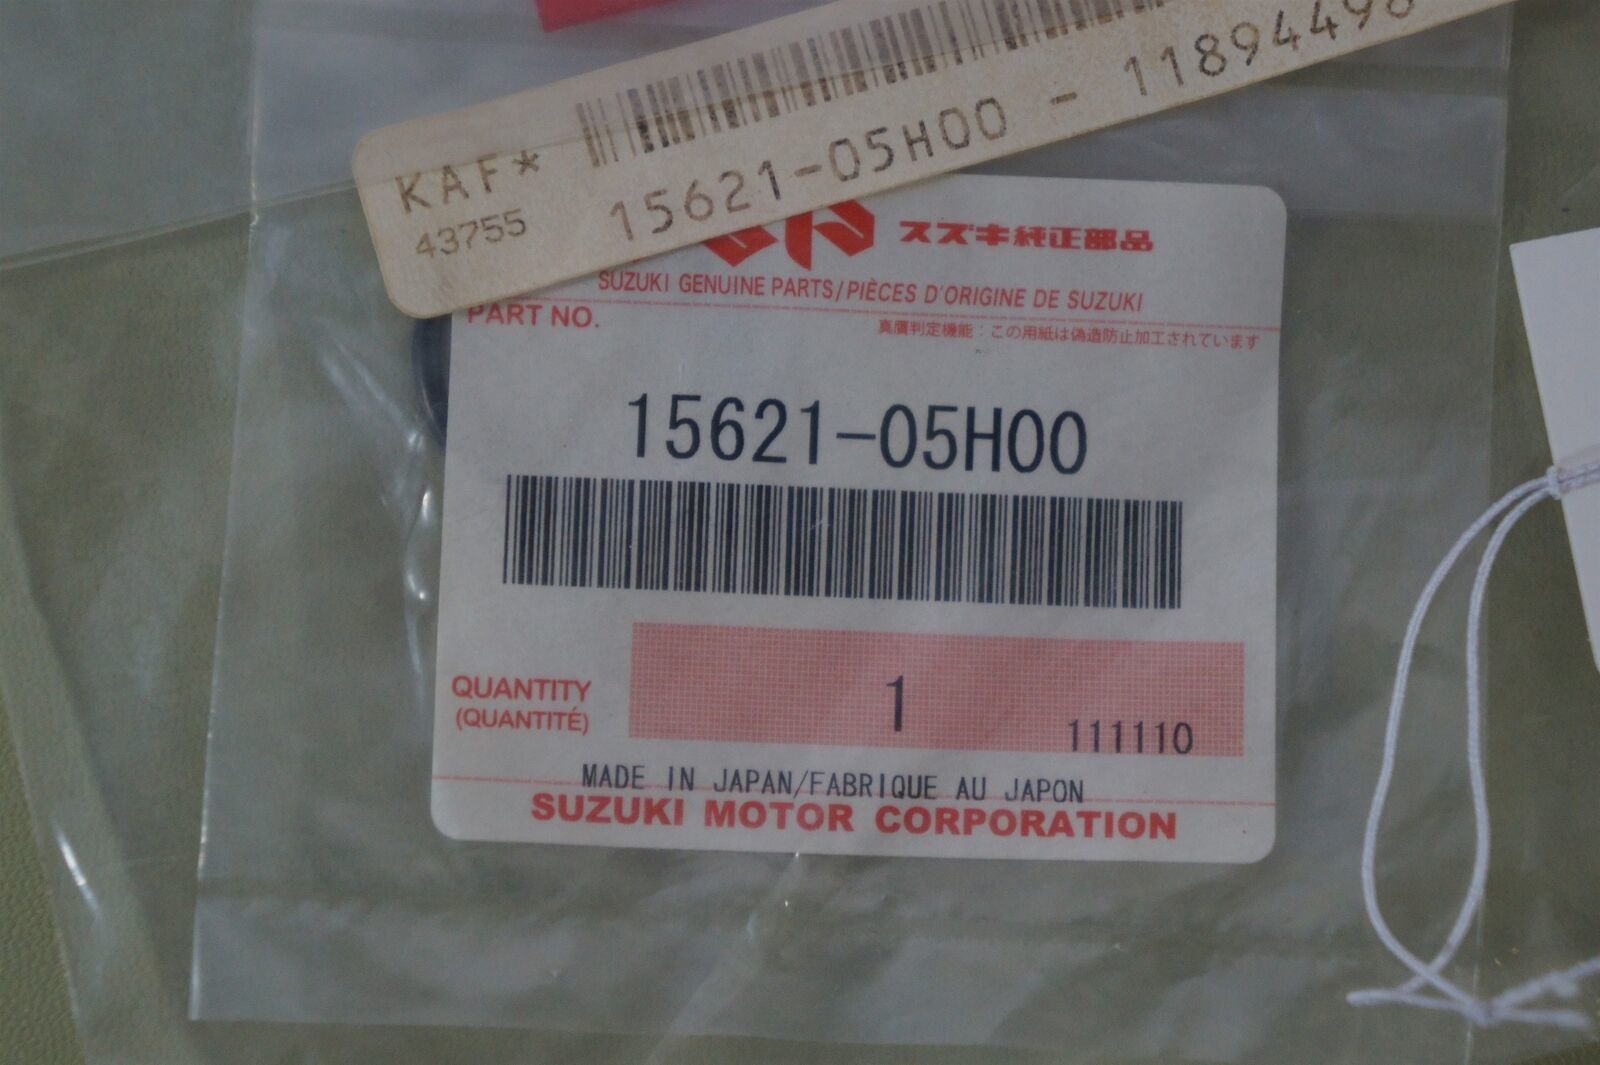 KAF*
43755
15621-05H00 - 11894498
スズキ純正部品
SUZUKI GENUINE PARTS/PIÈCES D'ORIGINE DE SUZUKI
PART NO.
真贋判定機能：この用紙は偽造防止加工されています
15621-05H00
QUANTITY
(QUANTITÉ)
1
111110
MADE IN JAPAN/FABRIQUE AU JAPON
SUZUKI MOTOR CORPORATION